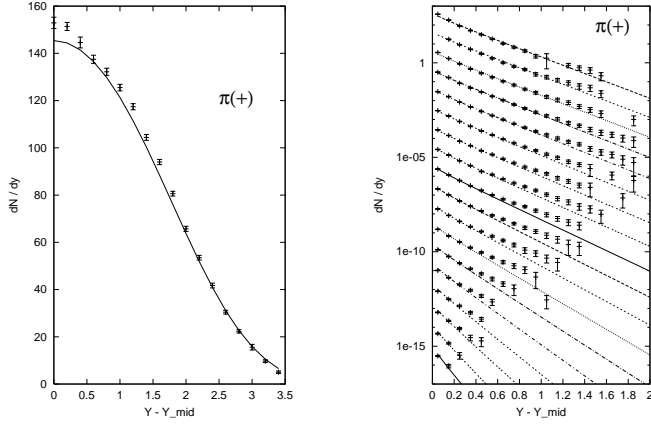 160
140
120
100
80
60
40
20
0
dN / dy
π(+)
0 0.5 1 1.5 2 2.5 3 3.5
Y - Y_mid
1
1e-05
1e-10
1e-15
dN / dy
π(+)
0 0.2 0.4 0.6 0.8 1 1.2 1.4 1.6 1.8 2
Y - Y_mid